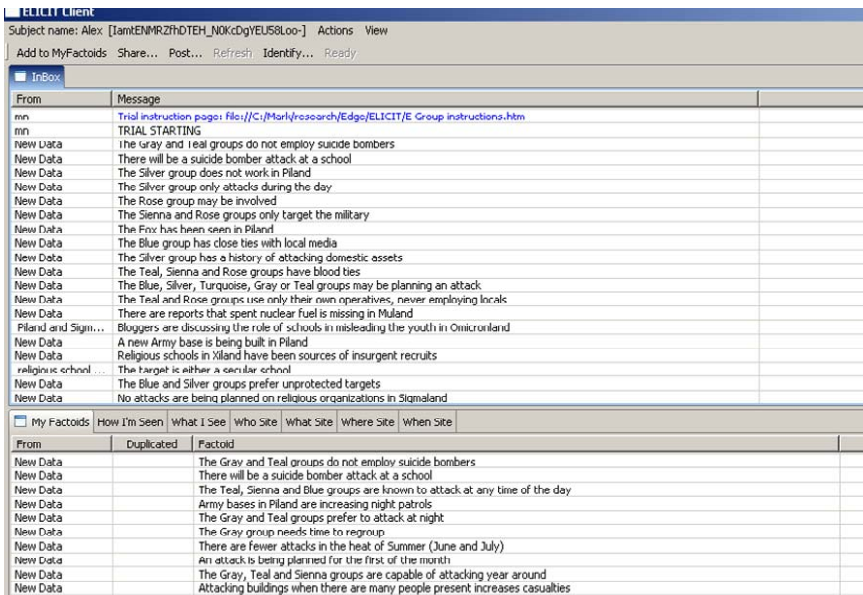 ELICIT Client
Subject name: Alex [IamtENMRZfhDTEH_N0KcDgYEU58Loo-] Actions View
Add to MyFactoids Share... Post... Refresh Identify... Ready
InBox
From Message
mn Trial instruction page: file://C:/Mark/research/Edge/ELICIT/E Group instructions.htm
mn TRIAL STARTING
New Data The Gray and Teal groups do not employ suicide bombers
New Data There will be a suicide bomber attack at a school
New Data The Silver group does not work in Piland
New Data The Silver group only attacks during the day
New Data The Rose group may be involved
New Data The Sienna and Rose groups only target the military
New Data The Fox has been seen in Piland
New Data The Blue group has close ties with local media
New Data The Silver group has a history of attacking domestic assets
New Data The Teal, Sienna and Rose groups have blood ties
New Data The Blue, Silver, Turquoise, Gray or Teal groups may be planning an attack
New Data The Teal and Rose groups use only their own operatives, never employing locals
New Data There are reports that spent nuclear fuel is missing in Muland
Piland and Sigm... Bloggers are discussing the role of schools in misleading the youth in Omicronland
New Data A new Army base is being built in Piland
New Data Religious schools in Xiland have been sources of insurgent recruits
religious school ... The target is either a secular school
New Data The Blue and Silver groups prefer unprotected targets
New Data No attacks are being planned on religious organizations in Sigmaland
My Factoids How I'm Seen What I See Who Site What Site Where Site When Site
From Duplicated Factoid
New Data The Gray and Teal groups do not employ suicide bombers
New Data There will be a suicide bomber attack at a school
New Data The Teal, Sienna and Blue groups are known to attack at any time of the day
New Data Army bases in Piland are increasing night patrols
New Data The Gray and Teal groups prefer to attack at night
New Data The Gray group needs time to regroup
New Data There are fewer attacks in the heat of Summer (June and July)
New Data An attack is being planned for the first of the month
New Data The Gray, Teal and Sienna groups are capable of attacking year around
New Data Attacking buildings when there are many people present increases casualties